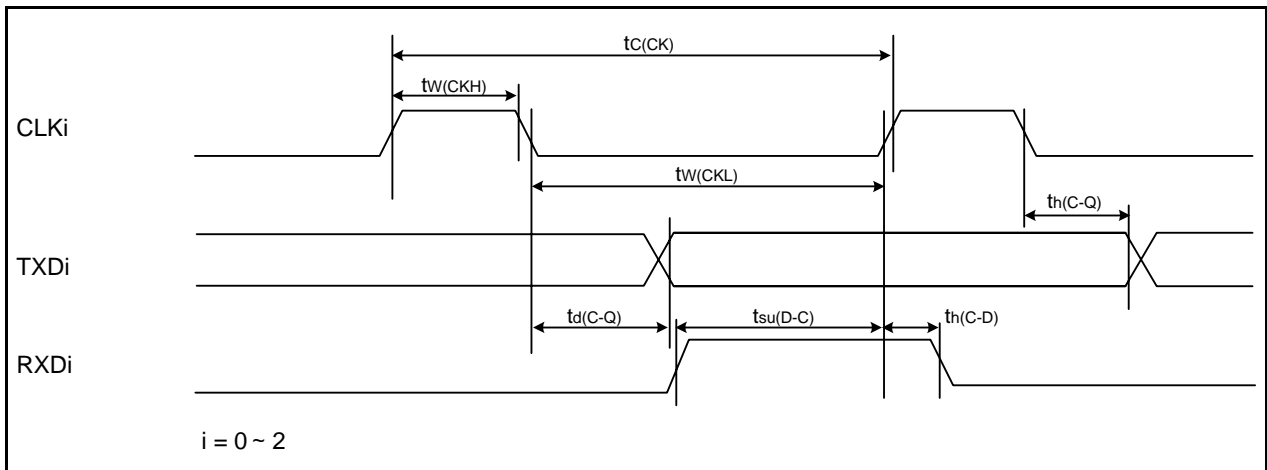 tC(CK)
tW(CKH)
CLKi
tW(CKL)
th(C-Q)
TXDi
td(C-Q)
tsu(D-C)
th(C-D)
RXDi
i = 0 ~ 2